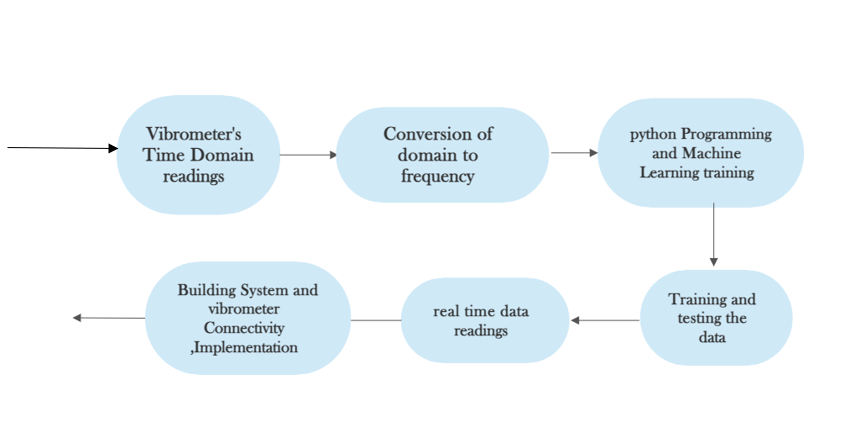 Vibrometer's
Time Domain
readings
Conversion of
domain to
frequency
python Programming
and Machine
Learning training
Training and
testing the
data
real time data
readings
Building System and
vibrometer
Connectivity
,Implementation